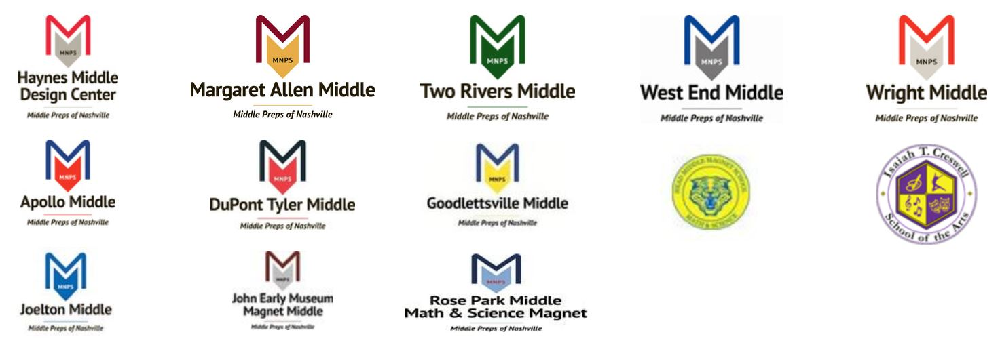 MNPS
Haynes Middle
Design Center
Middle Preps of Nashville
MNPS
Margaret Allen Middle
Middle Preps of Nashville
MNPS
Two Rivers Middle
Middle Preps of Nashville
MNPS
West End Middle
Middle Preps of Nashville
MNPS
Wright Middle
Middle Preps of Nashville
MNPS
Apollo Middle
Middle Preps of Nashville
MNPS
DuPont Tyler Middle
Middle Preps of Nashville
MNPS
Goodlettsville Middle
Middle Preps of Nashville
HEAD MIDDLE MAGNET SCHOOL
MATH & SCIENCE
Isaiah T. Creswell
School of the Arts
MNPS
Joelton Middle
Middle Preps of Nashville
MNPS
John Early Museum
Magnet Middle
Middle Preps of Nashville
MNPS
Rose Park Middle
Math & Science Magnet
Middle Preps of Nashville